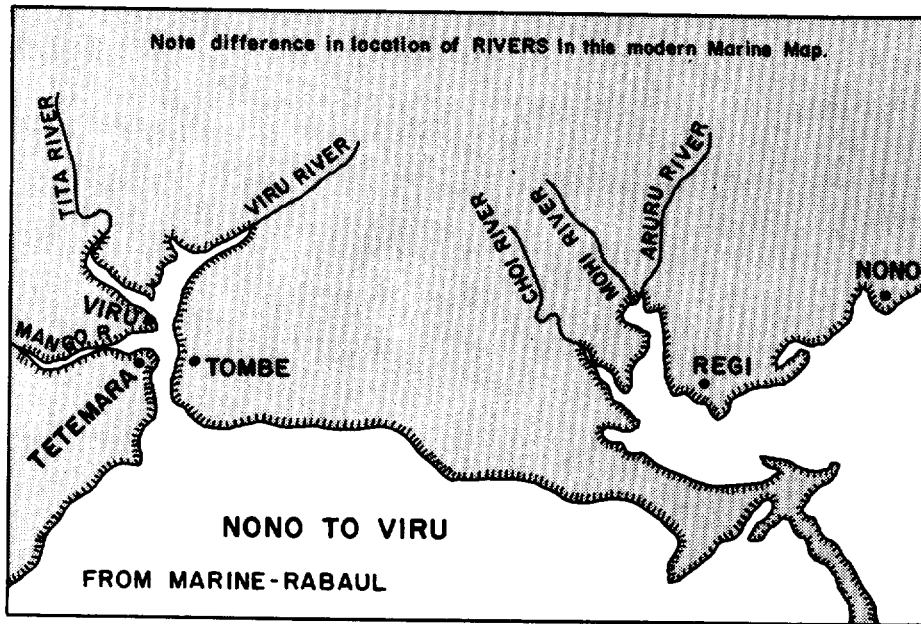 Note difference in location of RIVERS in this modern Marine Map.
TITA RIVER
VIRU RIVER
CHOI RIVER
MOHI RIVER
ARURU RIVER
NONO
VIRU
MANGO R.
TETEMARA
TOMBE
REGI
NONO TO VIRU
FROM MARINE-RABAUL